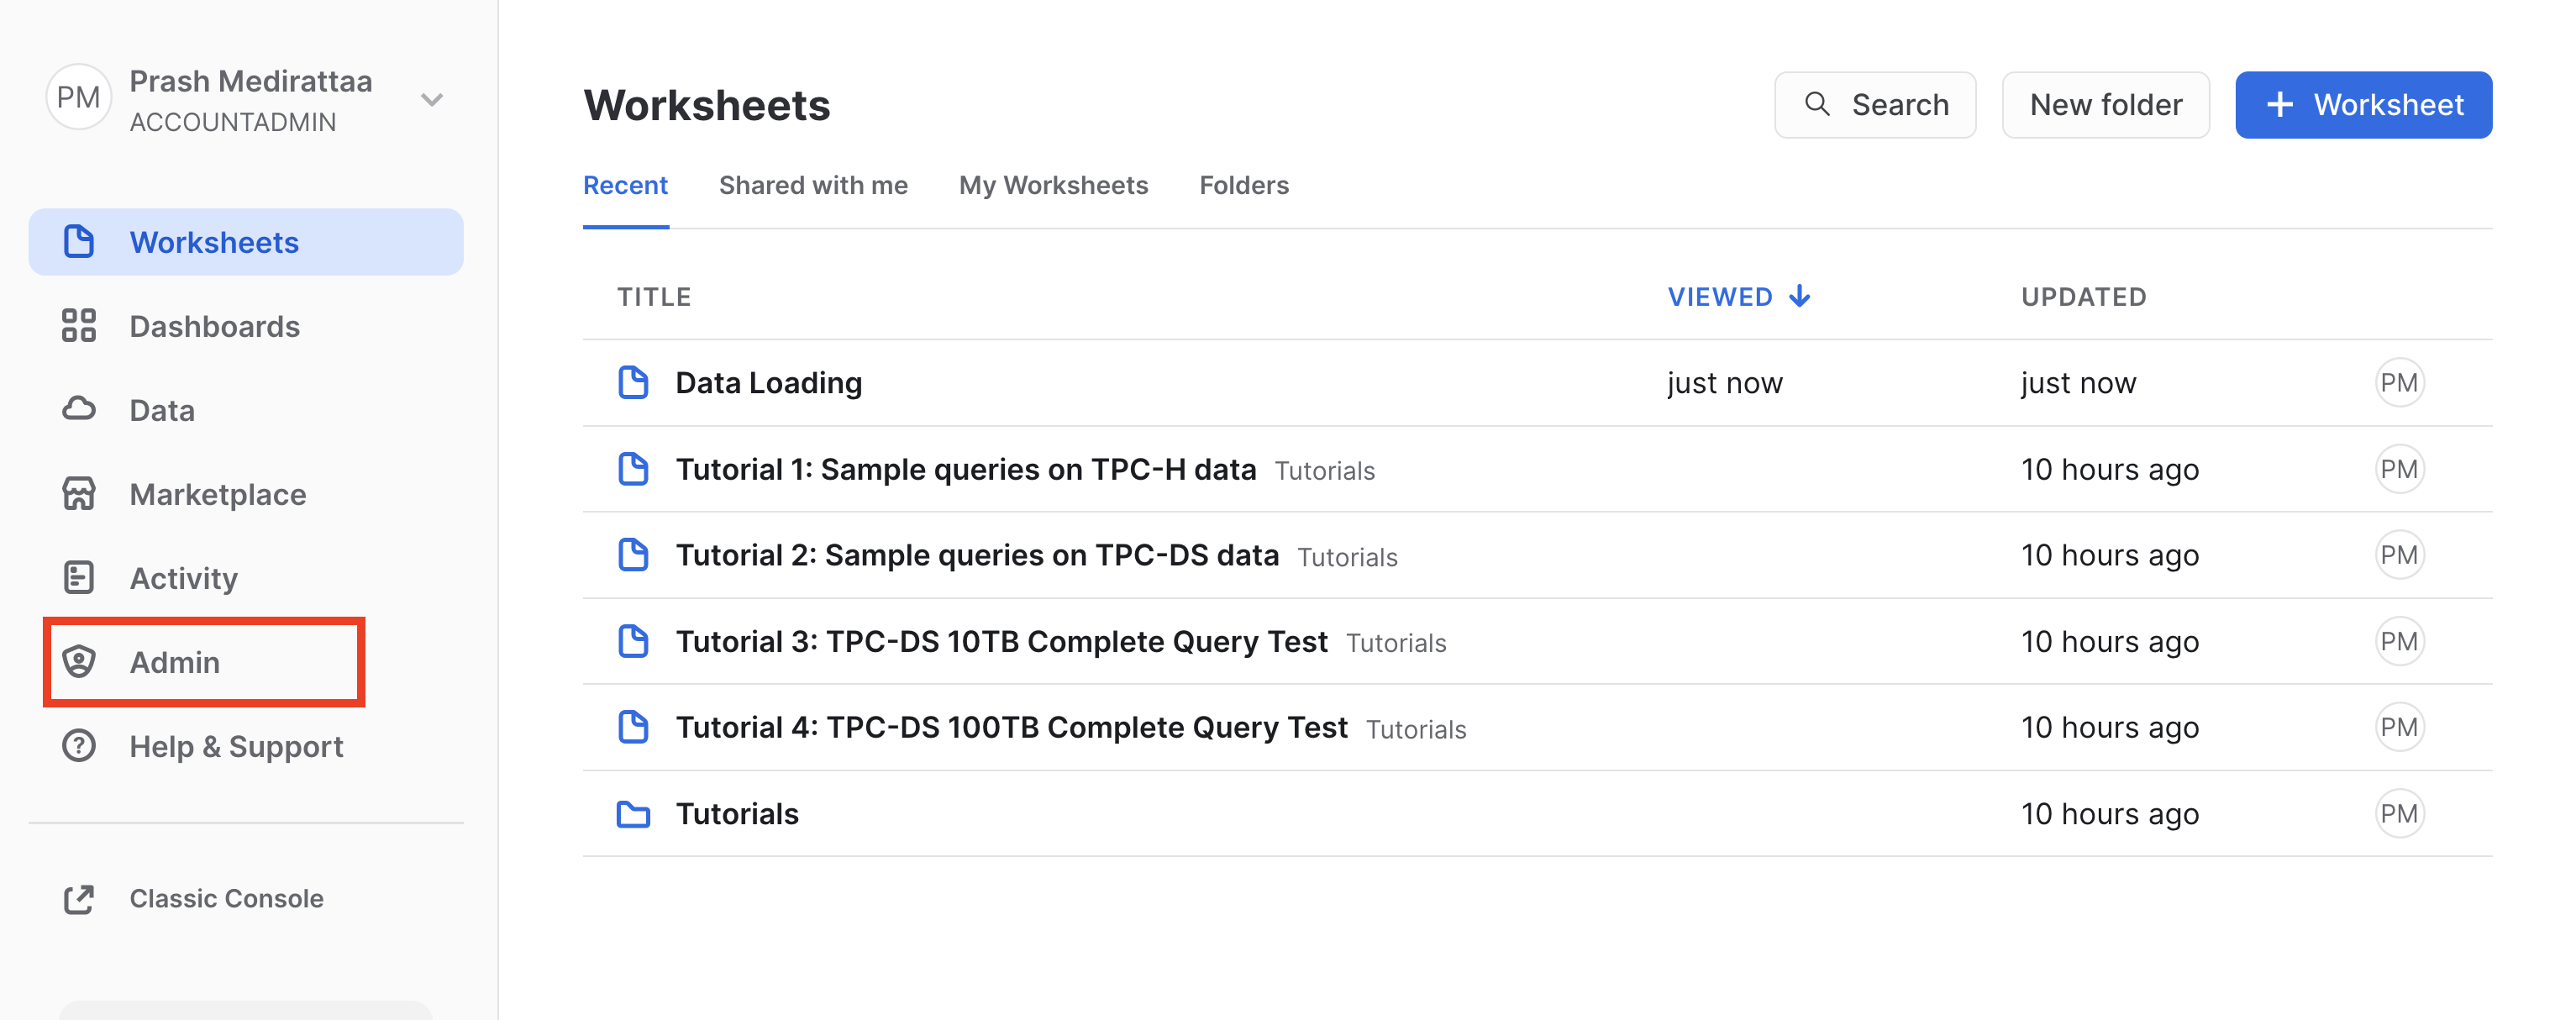 PM
Prash Medirattaa
ACCOUNTADMIN
Worksheets
Dashboards
Data
Marketplace
Activity
Admin
Help & Support
Classic Console
Worksheets
Search
New folder
+ Worksheet
Recent Shared with me My Worksheets Folders
TITLE VIEWED ↓ UPDATED
Data Loading just now just now PM
Tutorial 1: Sample queries on TPC-H data Tutorials 10 hours ago PM
Tutorial 2: Sample queries on TPC-DS data Tutorials 10 hours ago PM
Tutorial 3: TPC-DS 10TB Complete Query Test Tutorials 10 hours ago PM
Tutorial 4: TPC-DS 100TB Complete Query Test Tutorials 10 hours ago PM
Tutorials 10 hours ago PM